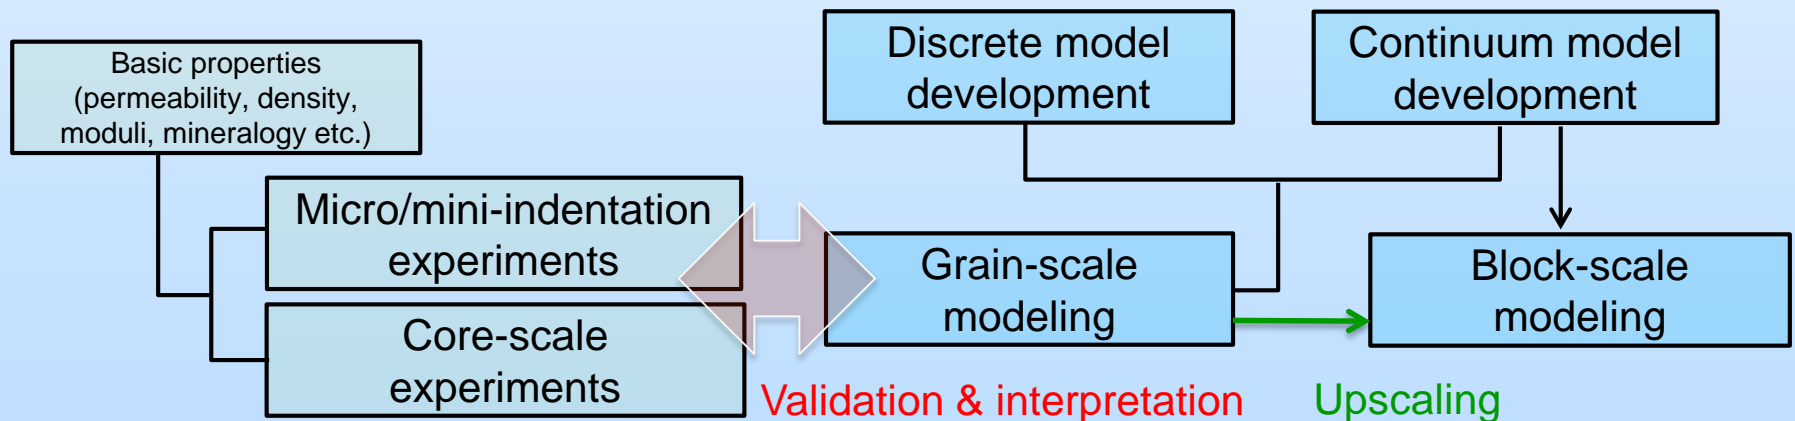 Basic properties
(permeability, density,
moduli, mineralogy etc.)
Micro/mini-indentation
experiments
Core-scale
experiments
Discrete model
development
Continuum model
development
Grain-scale
modeling
Block-scale
modeling
Validation & interpretation
Upscaling